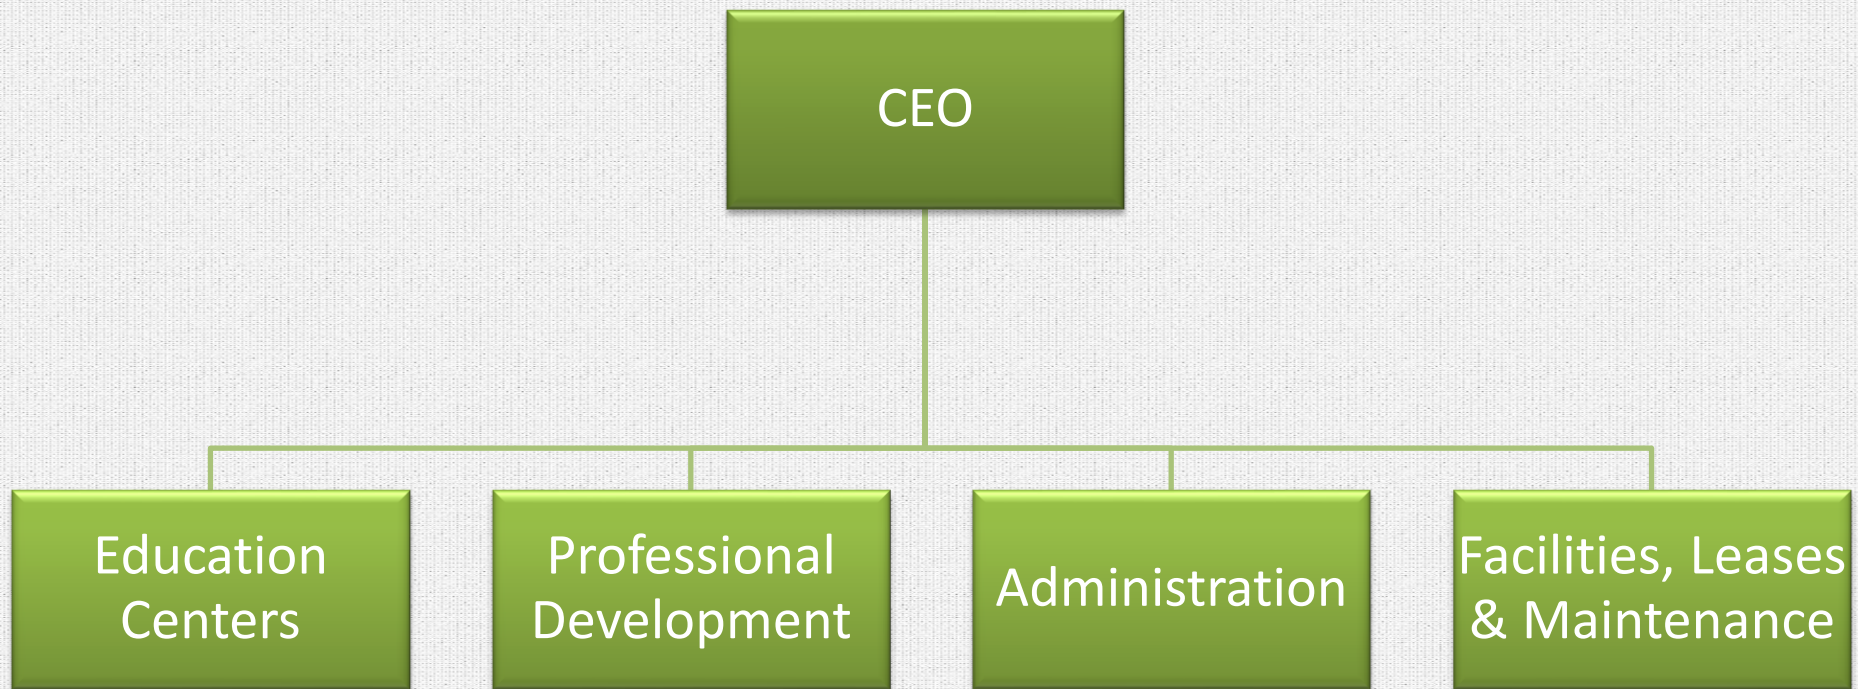 CEO
Education
Centers
Professional
Development
Administration
Facilities, Leases
& Maintenance